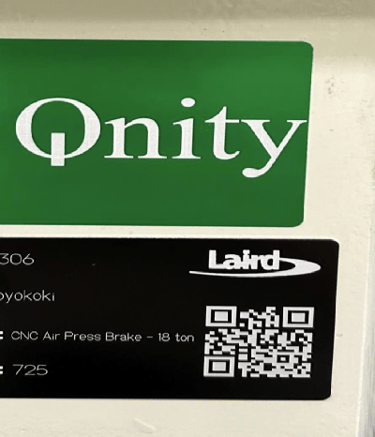 Qnity
306
Laird
oyokoki
: CNC Air Press Brake - 18 ton
: 725